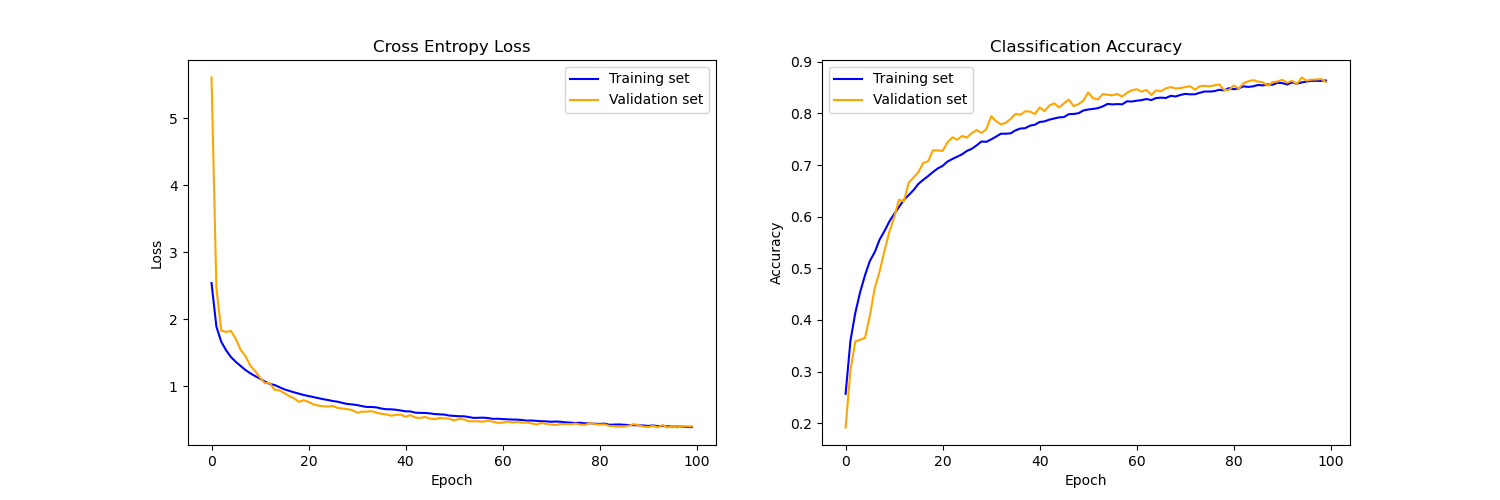 Cross Entropy Loss
Training set
Validation set
5
4
3
2
1
Loss
0 20 40 60 80 100
Epoch
Classification Accuracy
Training set
Validation set
0.9
0.8
0.7
0.6
0.5
0.4
0.3
0.2
Accuracy
0 20 40 60 80 100
Epoch